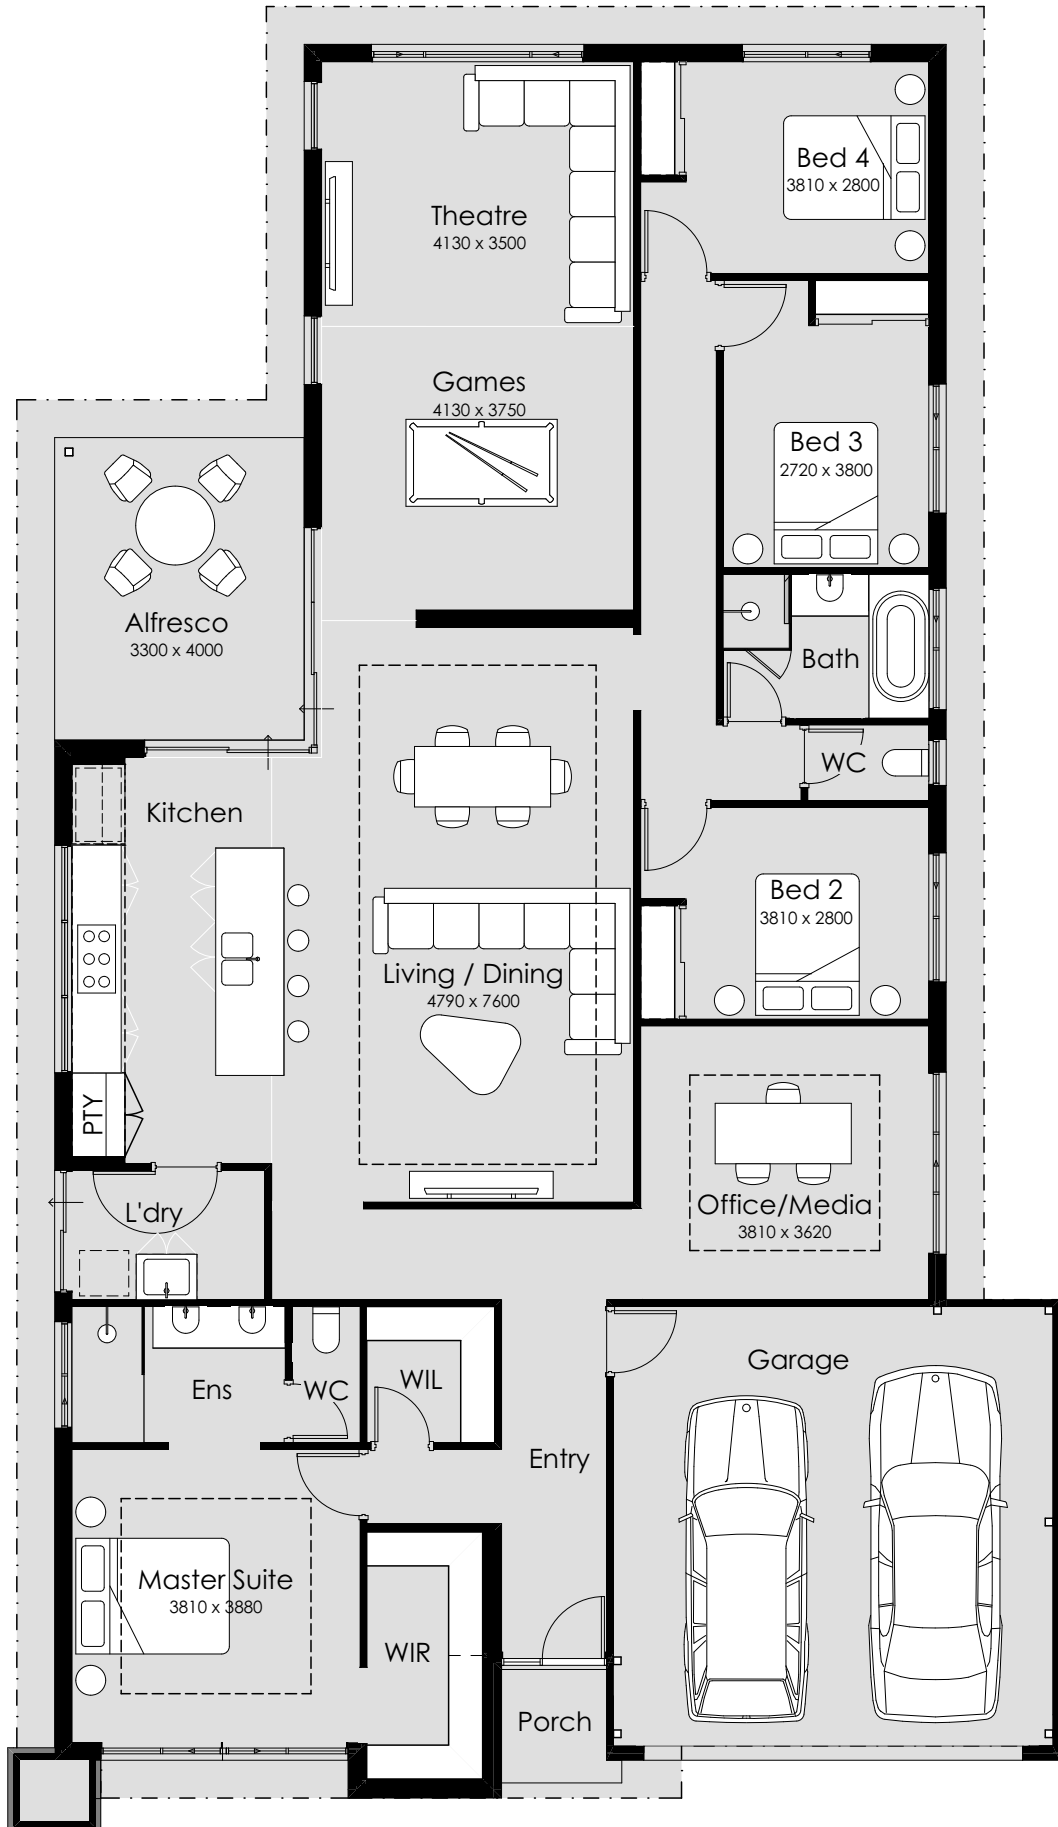 Bed 4
3810 x 2800
Theatre
4130 x 3500
Games
4130 x 3750
Bed 3
2720 x 3800
Alfresco
3300 x 4000
Bath
WC
Kitchen
Bed 2
3810 x 2800
Living / Dining
4790 x 7600
PTY
L'dry
Office/Media
3810 x 3620
Garage
WIL
Ens
WC
Entry
Master Suite
3810 x 3880
WIR
Porch